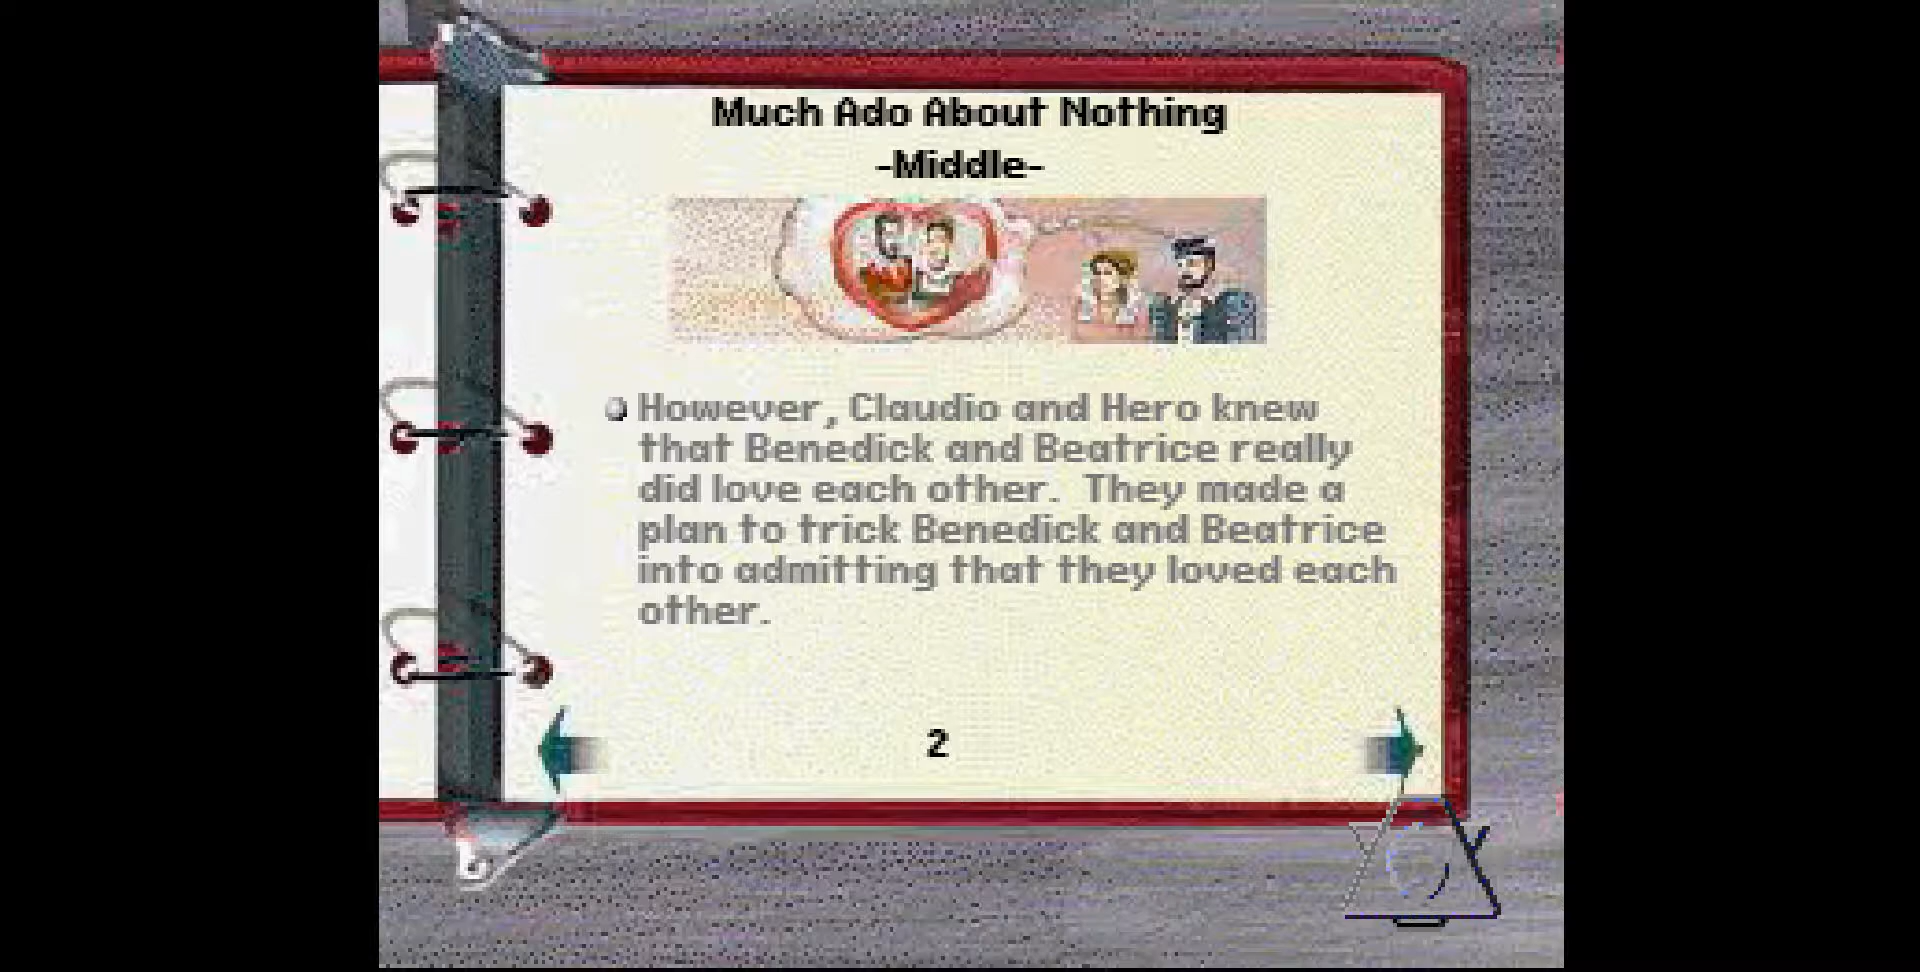 Much Ado About Nothing
-Middle-
However, Claudio and Hero knew
that Benedick and Beatrice really
did love each other.  They made a
plan to trick Benedick and Beatrice
into admitting that they loved each
other.
2